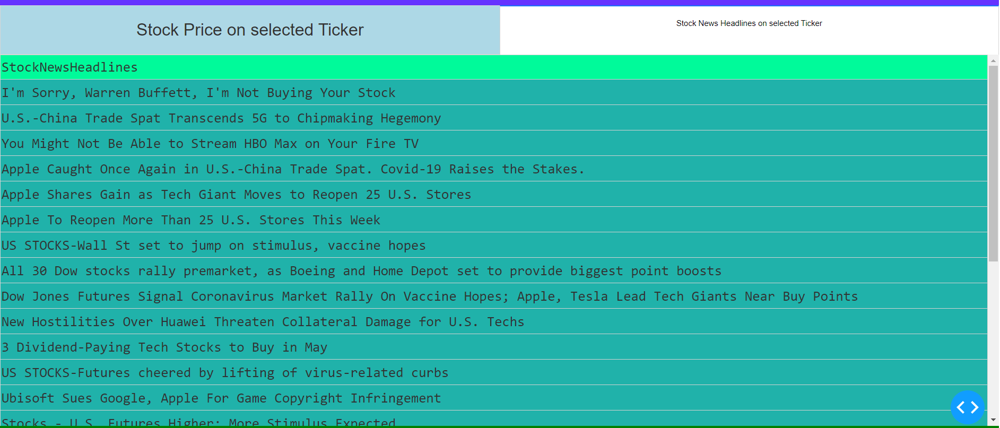 Stock Price on selected Ticker
Stock News Headlines on selected Ticker
StockNewsHeadlines
I'm Sorry, Warren Buffett, I'm Not Buying Your Stock
U.S.-China Trade Spat Transcends 5G to Chipmaking Hegemony
You Might Not Be Able to Stream HBO Max on Your Fire TV
Apple Caught Once Again in U.S.-China Trade Spat. Covid-19 Raises the Stakes.
Apple Shares Gain as Tech Giant Moves to Reopen 25 U.S. Stores
Apple To Reopen More Than 25 U.S. Stores This Week
US STOCKS-Wall St set to jump on stimulus, vaccine hopes
All 30 Dow stocks rally premarket, as Boeing and Home Depot set to provide biggest point boosts
Dow Jones Futures Signal Coronavirus Market Rally On Vaccine Hopes; Apple, Tesla Lead Tech Giants Near Buy Points
New Hostilities Over Huawei Threaten Collateral Damage for U.S. Techs
3 Dividend-Paying Tech Stocks to Buy in May
US STOCKS-Futures cheered by lifting of virus-related curbs
Ubisoft Sues Google, Apple For Game Copyright Infringement
Stocks - U.S. Futures Higher; More Stimulus Expected